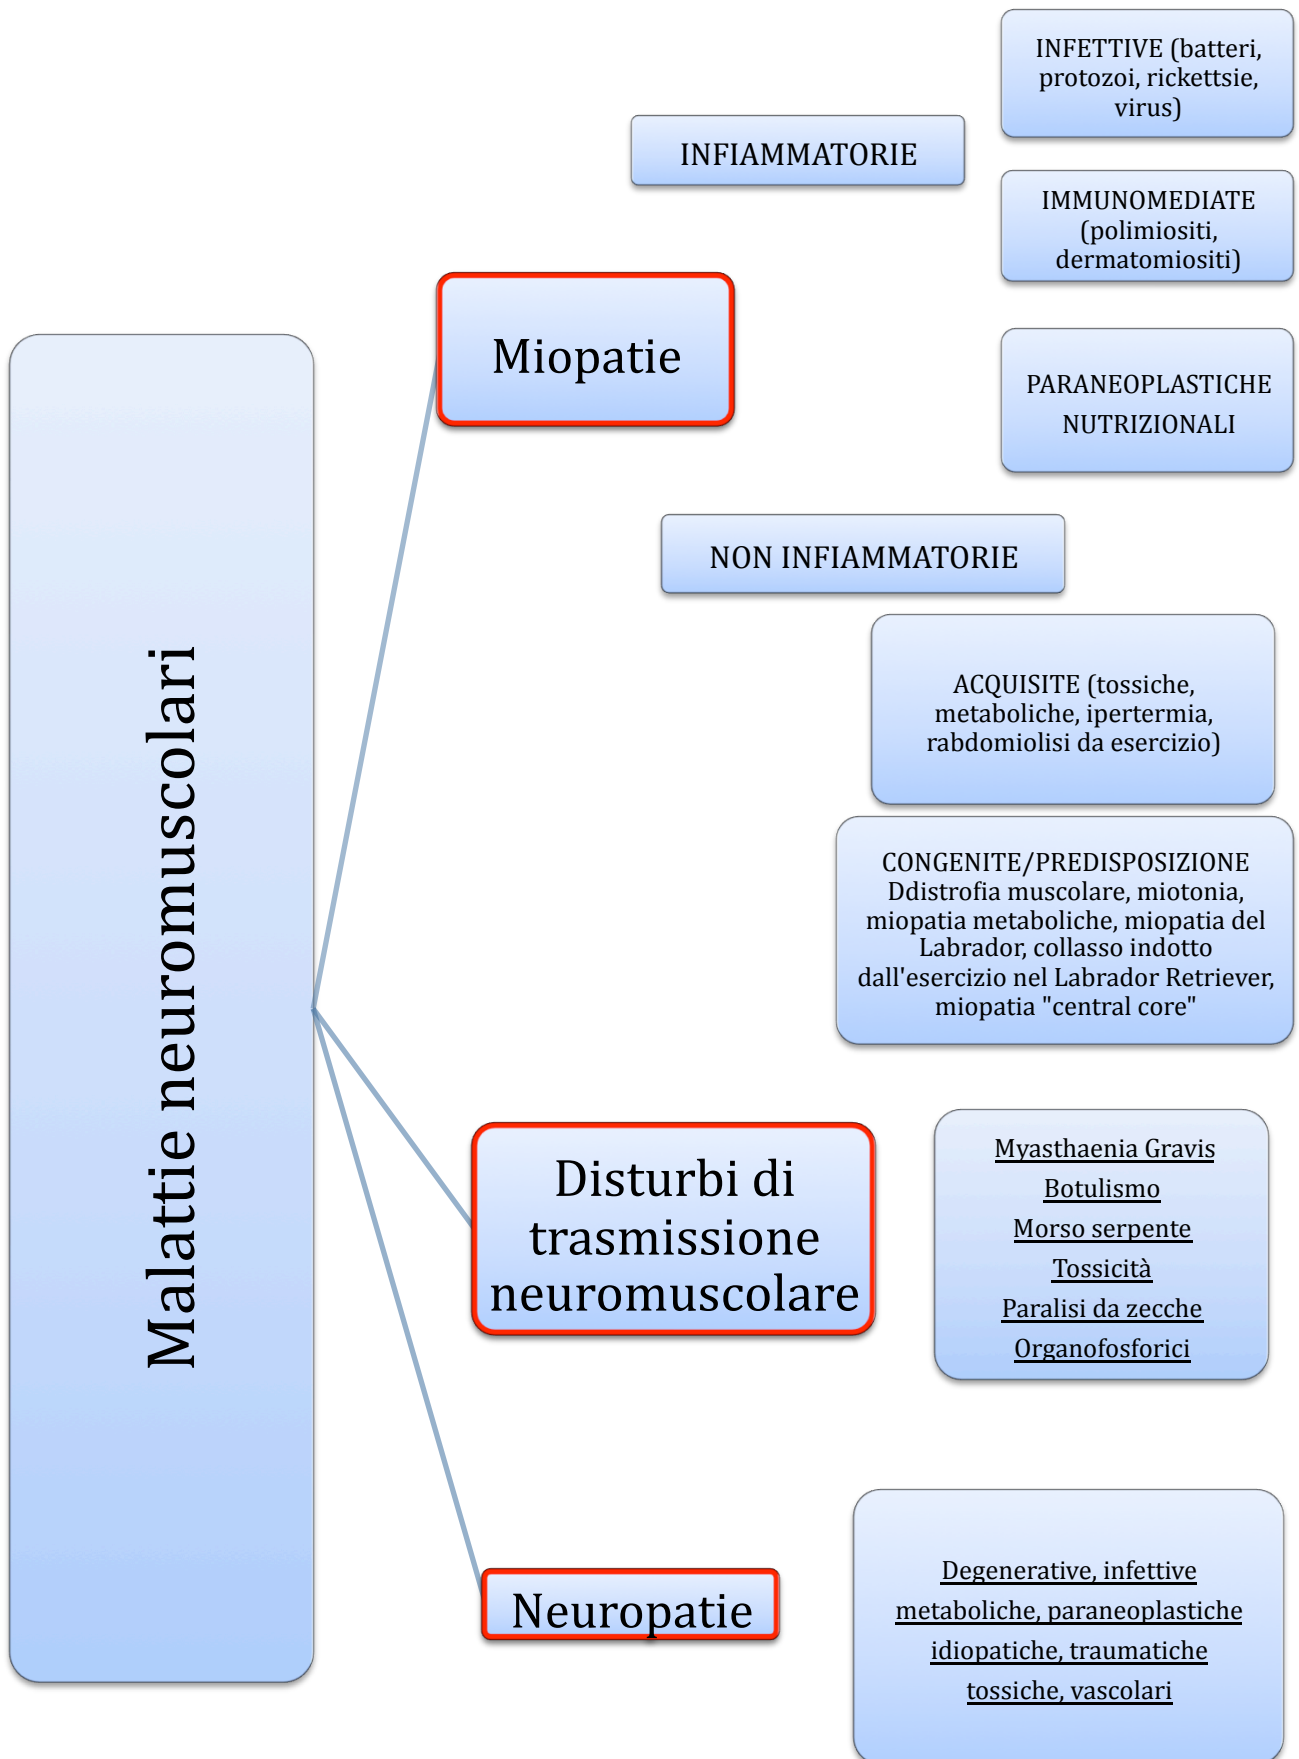 Malattie neuromuscolari
Miopatie
INFIAMMATORIE
INFETTIVE (batteri,
protozoi, rickettsie,
virus)
IMMUNOMEDIATE
(polimiositi,
dermatomiositi)
PARANEOPLASTICHE
NUTRIZIONALI
NON INFIAMMATORIE
ACQUISITE (tossiche,
metaboliche, ipertermia,
rabdomiolisi da esercizio)
CONGENITE/PREDISPOSIZIONE
Ddistrofia muscolare, miotonia,
miopatia metaboliche, miopatia del
Labrador, collasso indotto
dall'esercizio nel Labrador Retriever,
miopatia "central core"
Disturbi di
trasmissione
neuromuscolare
Myasthaenia Gravis
Botulismo
Morso serpente
Tossicità
Paralisi da zecche
Organofosforici
Neuropatie
Degenerative, infettive
metaboliche, paraneoplastiche
idiopatiche, traumatiche
tossiche, vascolari